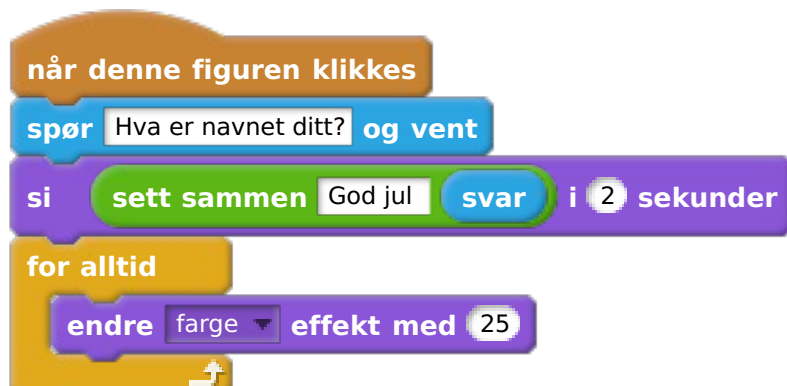 når denne figuren klikkes
spør Hva er navnet ditt? og vent
si sett sammen God jul svar i 2 sekunder
for alltid
endre farge effekt med 25